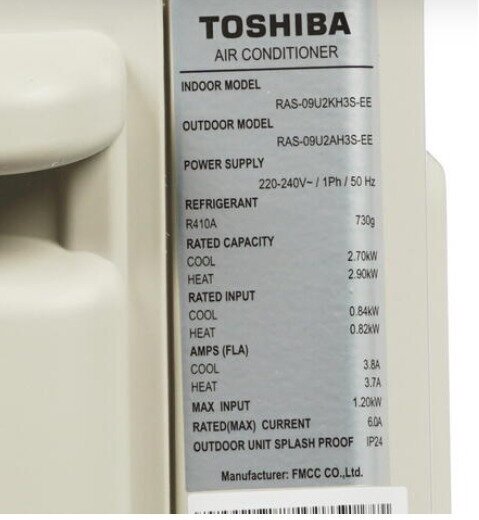 TOSHIBA
AIR CONDITIONER
INDOOR MODEL
RAS-09U2KH3S-EE
OUTDOOR MODEL
RAS-09U2AH3S-EE
POWER SUPPLY
220-240V~ / 1Ph / 50 Hz
REFRIGERANT
R410A 730g
RATED CAPACITY
COOL 2.70kW
HEAT 2.90kW
RATED INPUT
COOL 0.84kW
HEAT 0.82kW
AMPS (FLA)
COOL 3.8A
HEAT 3.7A
MAX INPUT 1.20kW
RATED(MAX) CURRENT 6.0A
OUTDOOR UNIT SPLASH PROOF IP24
Manufacturer: FMCC CO.,Ltd.